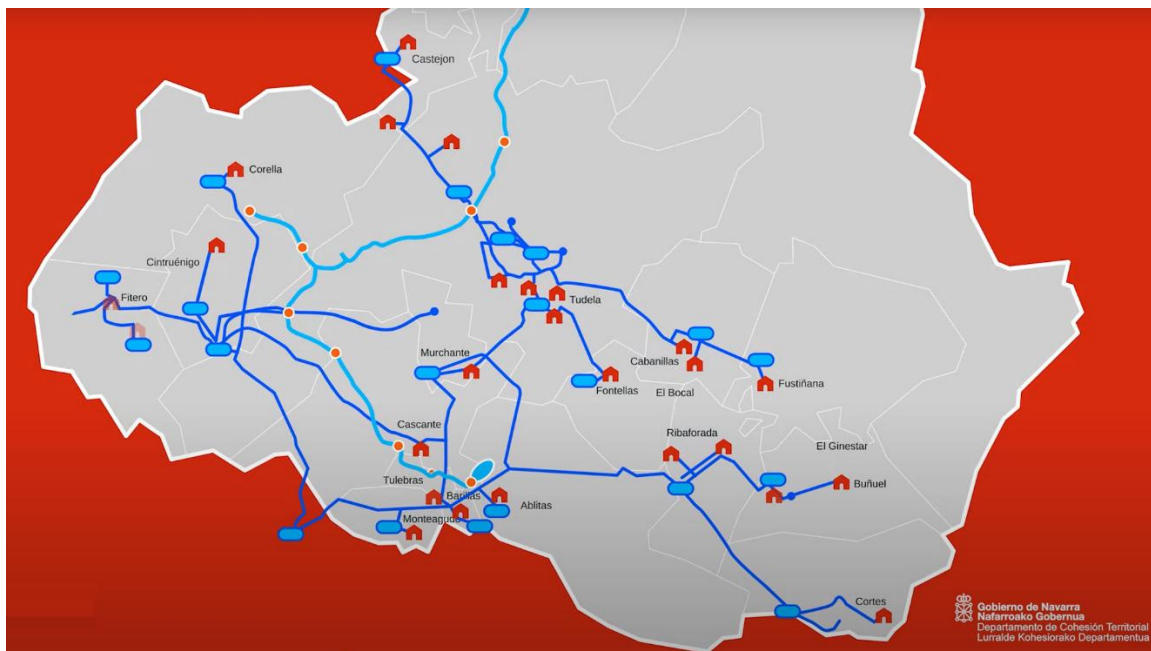 Castejon
Corella
Cintruénigo
Fitero
Tudela
Murchante
Cabanillas
Fontellas
El Bocal
Fustiñana
Cascante
Ribaforada
El Ginestar
Tulebras
Barillas
Buñuel
Ablitas
Monteagudo
Cortes
Gobierno de Navarra
Nafarroako Gobernua
Departamento de Cohesión Territorial
Lurralde Kohesiorako Departamentua